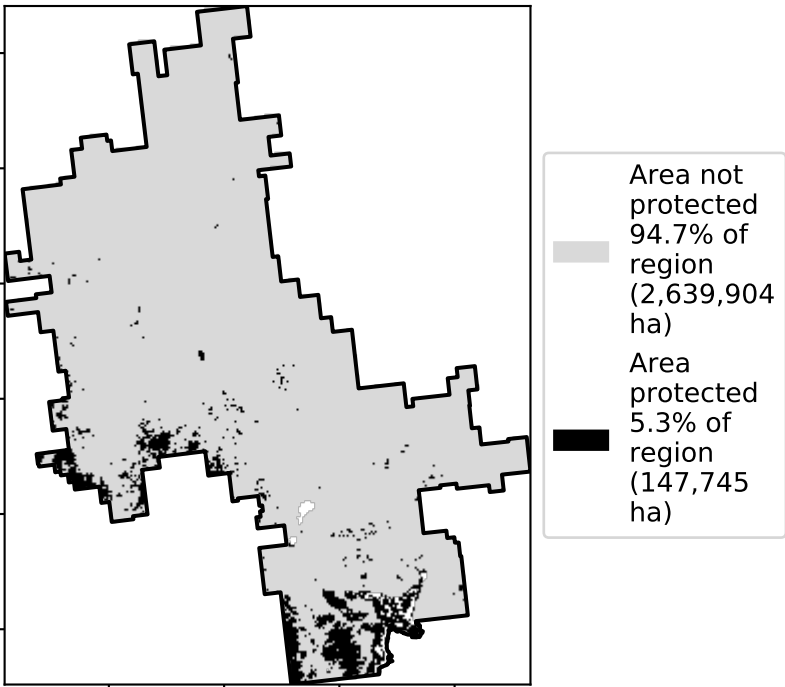 Area not
protected
94.7% of
region
(2,639,904
ha)
Area
protected
5.3% of
region
(147,745
ha)